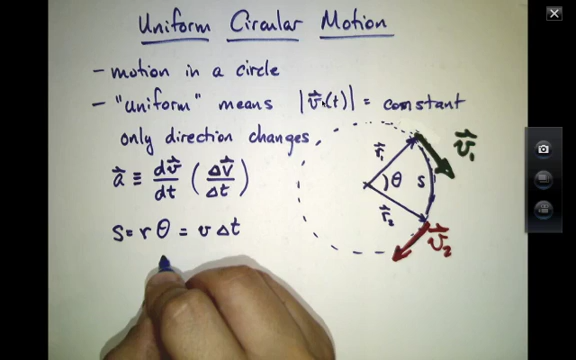 Uniform Circular Motion
- motion in a circle
- "uniform" means |v⃗(t)| = constant
only direction changes.
a⃗ ≡ dv⃗/dt (Δv⃗/Δt)
s = rθ = vΔt
r⃗₁
θ
s
r⃗₂
v⃗₁
v⃗₂